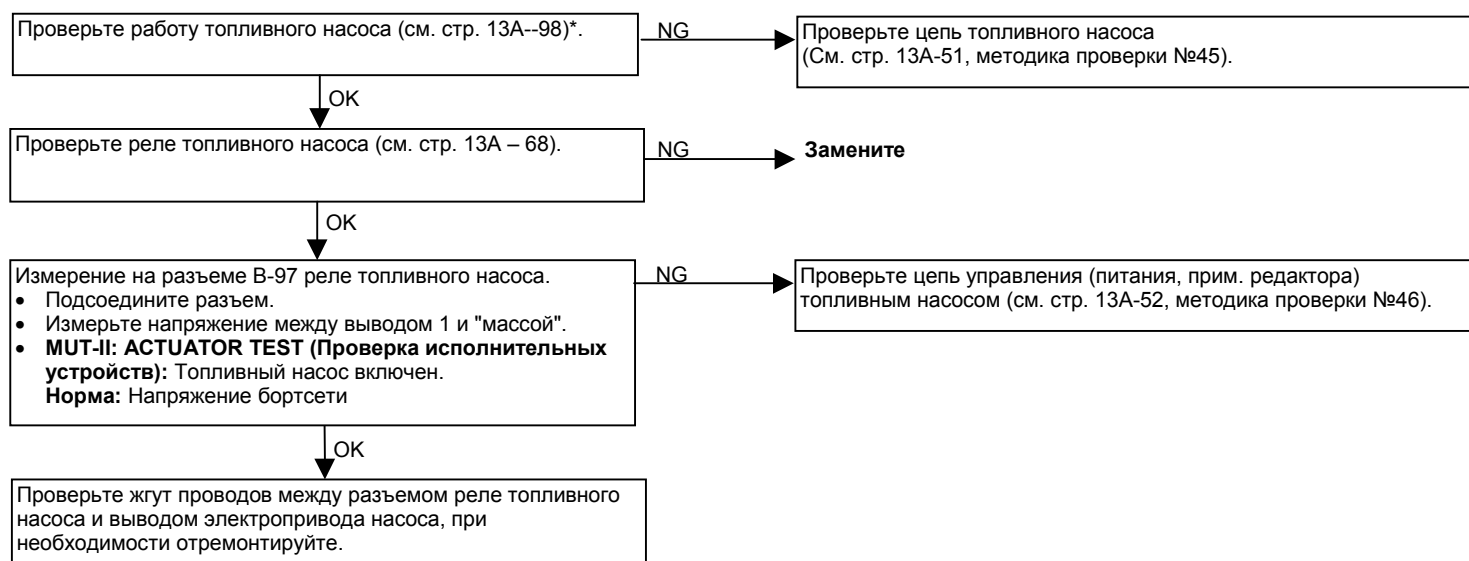 Проверьте работу топливного насоса (см. стр. 13А--98)*.
NG
Проверьте цепь топливного насоса
(См. стр. 13А-51, методика проверки №45).
OK
Проверьте реле топливного насоса (см. стр. 13А – 68).
NG
Замените
OK
Измерение на разъеме В-97 реле топливного насоса.
• Подсоедините разъем.
• Измерьте напряжение между выводом 1 и "массой".
• MUT-II: ACTUATOR TEST (Проверка исполнительных
устройств): Топливный насос включен.
Норма: Напряжение бортсети
NG
Проверьте цепь управления (питания, прим. редактора)
топливным насосом (см. стр. 13А-52, методика проверки №46).
OK
Проверьте жгут проводов между разъемом реле топливного
насоса и выводом электропривода насоса, при
необходимости отремонтируйте.